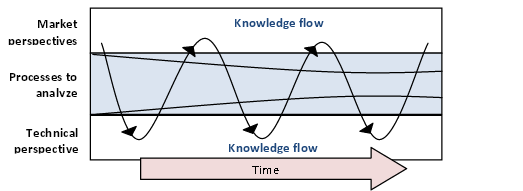 Market
perspectives
Knowledge flow
Processes to
analyze
Technical
perspective
Knowledge flow
Time